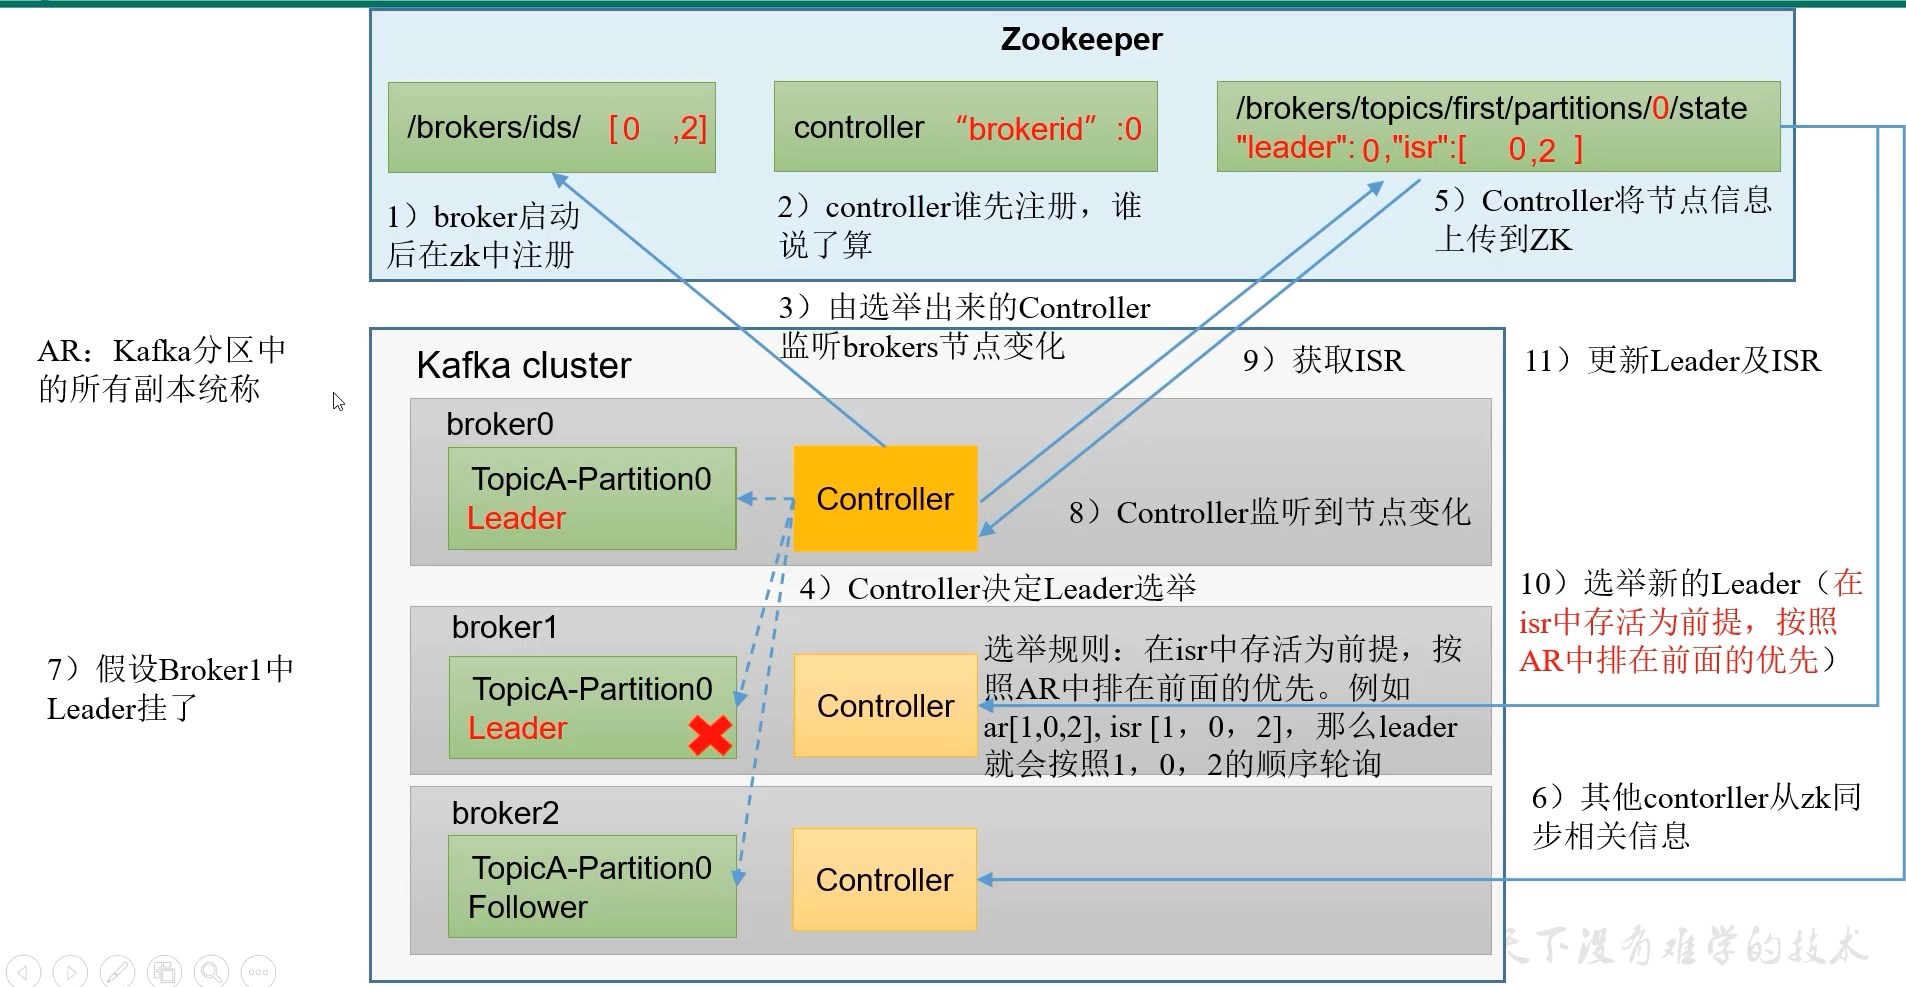 Zookeeper
/brokers/ids/ [ 0 ,2]
controller “brokerid” :0
/brokers/topics/first/partitions/0/state
"leader": 0 ,"isr":[ 0,2 ]
1）broker启动
后在zk中注册
2）controller谁先注册，谁
说了算
5）Controller将节点信息
上传到ZK
3）由选举出来的Controller
监听brokers节点变化
AR：Kafka分区中
的所有副本统称
Kafka cluster
9）获取ISR
11）更新Leader及ISR
broker0
TopicA-Partition0
Leader
Controller
8）Controller监听到节点变化
4）Controller决定Leader选举
10）选举新的Leader（在
isr中存活为前提，按照
AR中排在前面的优先）
7）假设Broker1中
Leader挂了
broker1
TopicA-Partition0
Leader
Controller
选举规则：在isr中存活为前提，按
照AR中排在前面的优先。例如
ar[1,0,2], isr [1，0，2]，那么leader
就会按照1，0，2的顺序轮询
6）其他contorller从zk同
步相关信息
broker2
TopicA-Partition0
Follower
Controller
天下没有难学的技术